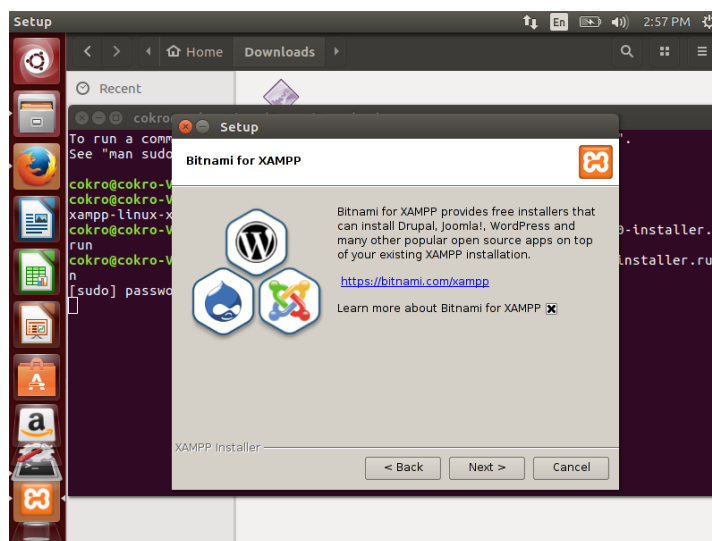 Setup
En
2:57 PM
Home
Downloads
Recent
cokro
To run a comm
".
See "man sudo
cokro@cokro-V
cokro@cokro-V
xampp-linux-x
cokro@cokro-V
0-installer.
run
cokro@cokro-V
installer.ru
n
[sudo] passwo
Setup
Bitnami for XAMPP
Bitnami for XAMPP provides free installers that
can install Drupal, Joomla!, WordPress and
many other popular open source apps on top
of your existing XAMPP installation.
https://bitnami.com/xampp
Learn more about Bitnami for XAMPP
XAMPP Installer
< Back
Next >
Cancel